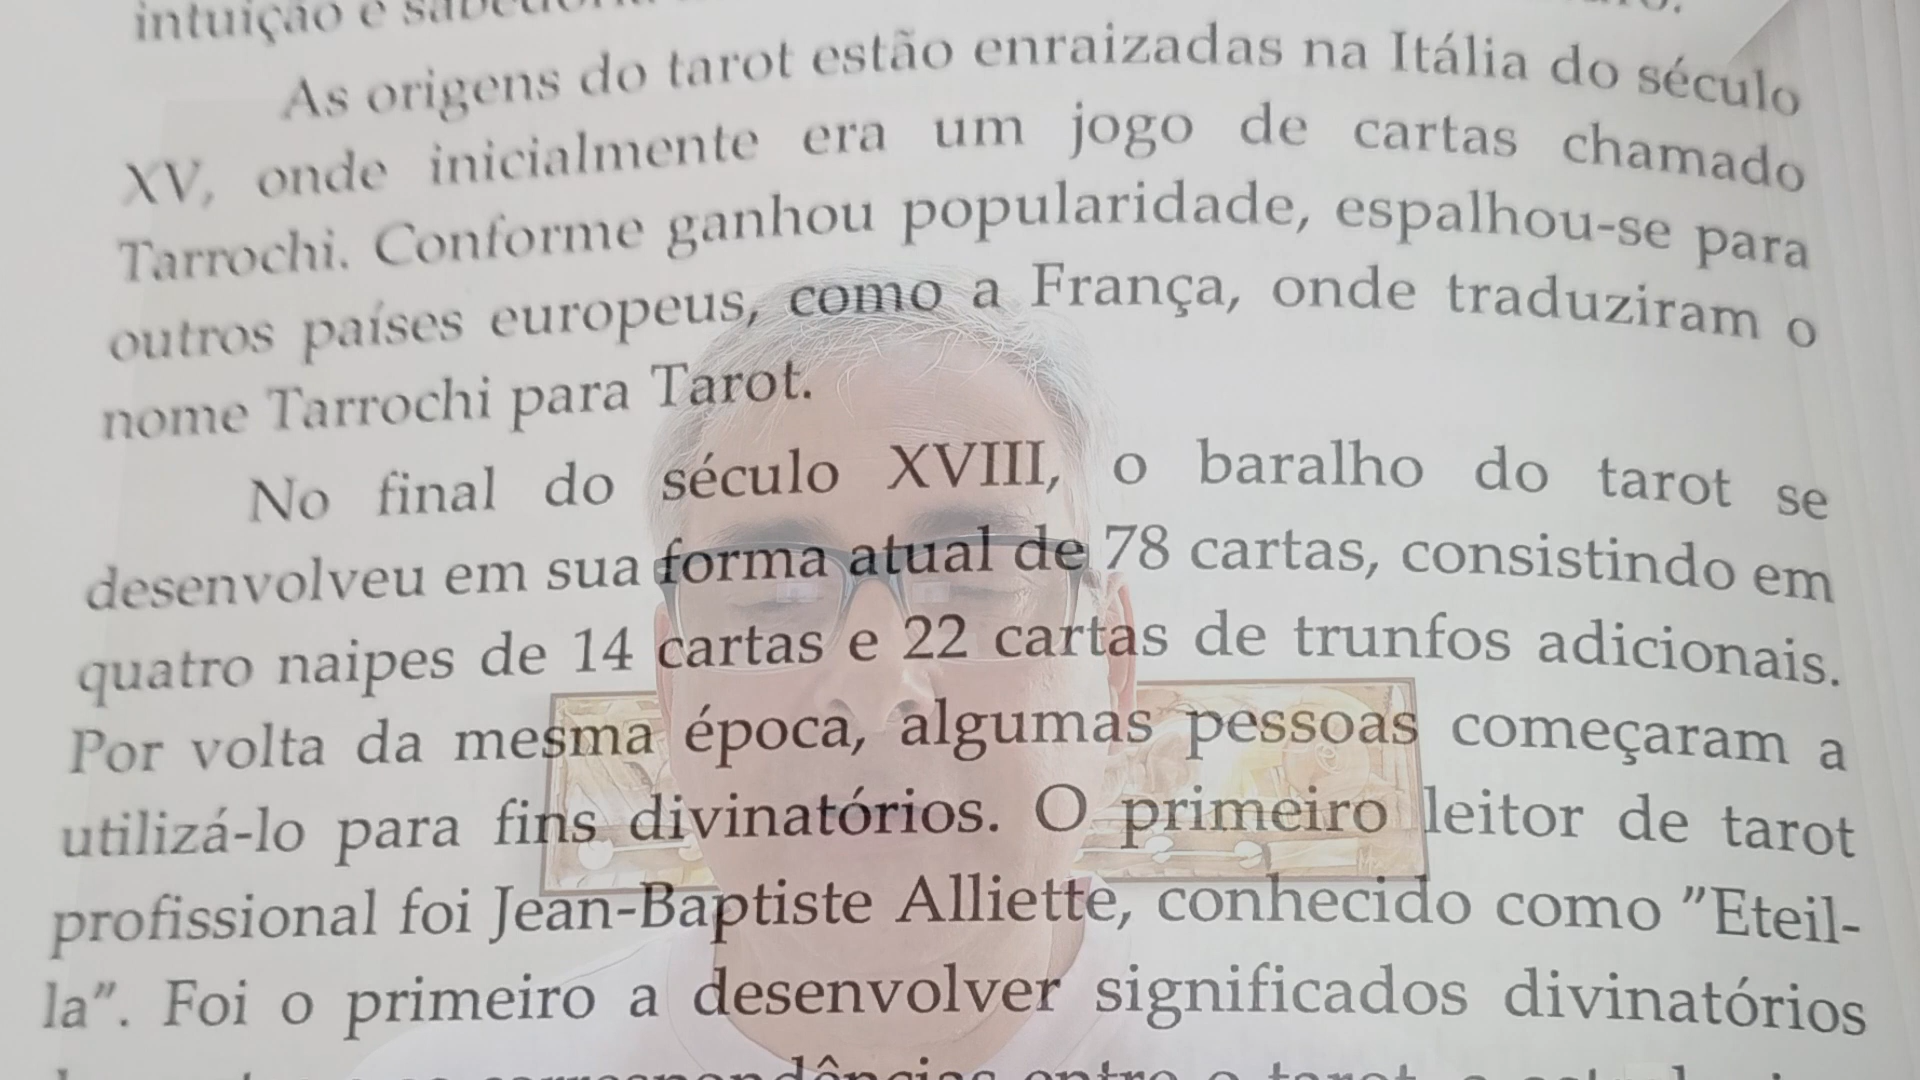 intuição e
As origens do tarot estão enraizadas na Itália do século
XV, onde inicialmente era um jogo de cartas chamado
Tarrochi. Conforme ganhou popularidade, espalhou-se para
outros países europeus, como a França, onde traduziram o
nome Tarrochi para Tarot.
No final do século XVIII, o baralho do tarot se
desenvolveu em sua forma atual de 78 cartas, consistindo em
quatro naipes de 14 cartas e 22 cartas de trunfos adicionais.
Por volta da mesma época, algumas pessoas começaram a
utilizá-lo para fins divinatórios. O primeiro leitor de tarot
profissional foi Jean-Baptiste Alliette, conhecido como "Eteil-
la". Foi o primeiro a desenvolver significados divinatórios
entre o tarot,